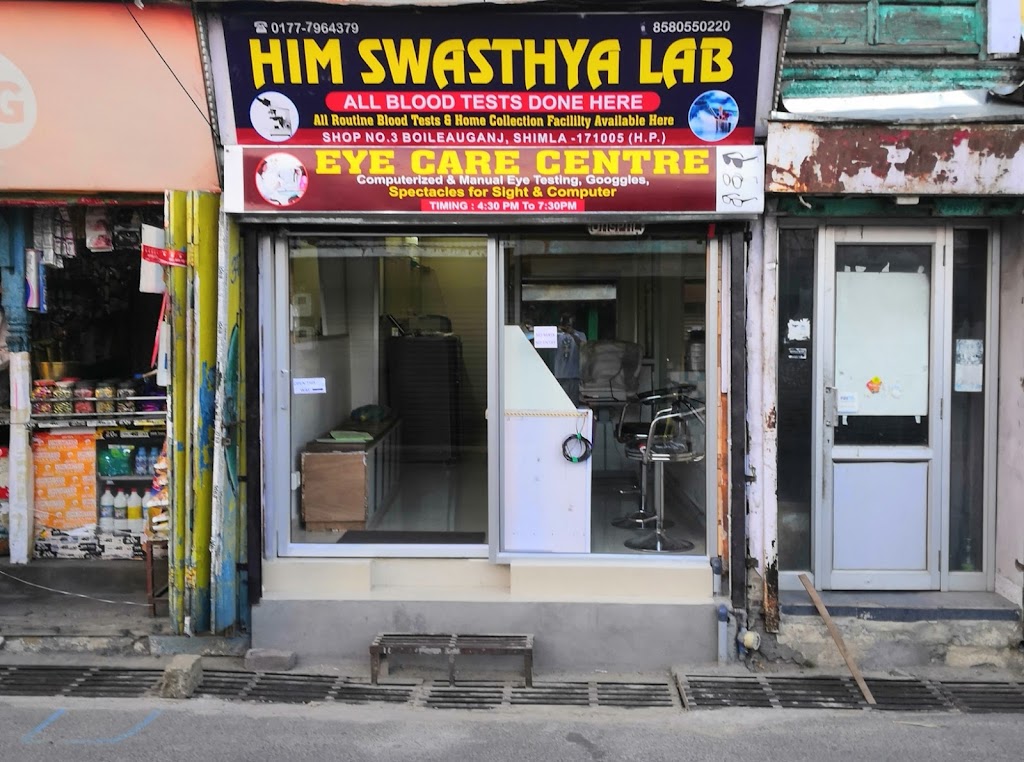 0177-7964379 8580550220
HIM SWASTHYA LAB
ALL BLOOD TESTS DONE HERE
All Routine Blood Tests & Home Collection Facillity Available Here
SHOP NO.3 BOILEAUGANJ, SHIMLA -171005 (H.P.)
EYE CARE CENTRE
Computerized & Manual Eye Testing, Googgles,
Spectacles for Sight & Computer
TIMING : 4:30 PM To 7:30PM
G